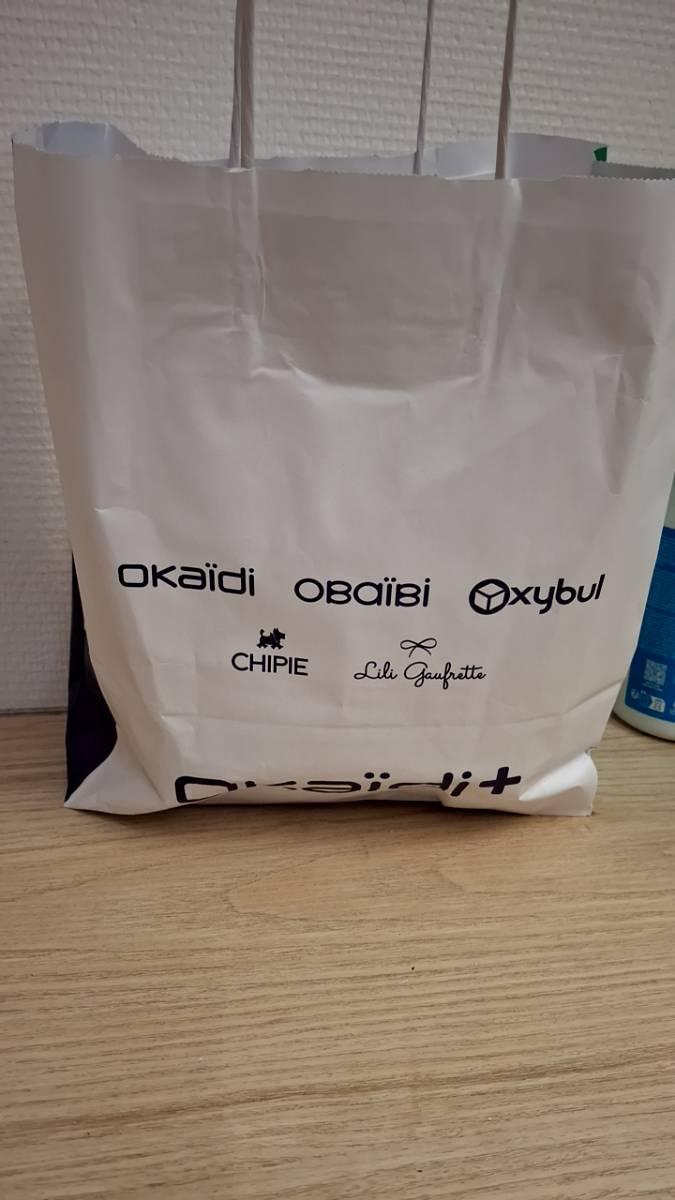 OKaïdi OBaïBi Oxybul
CHIPIE Lili Gaufrette
Okaïdi+